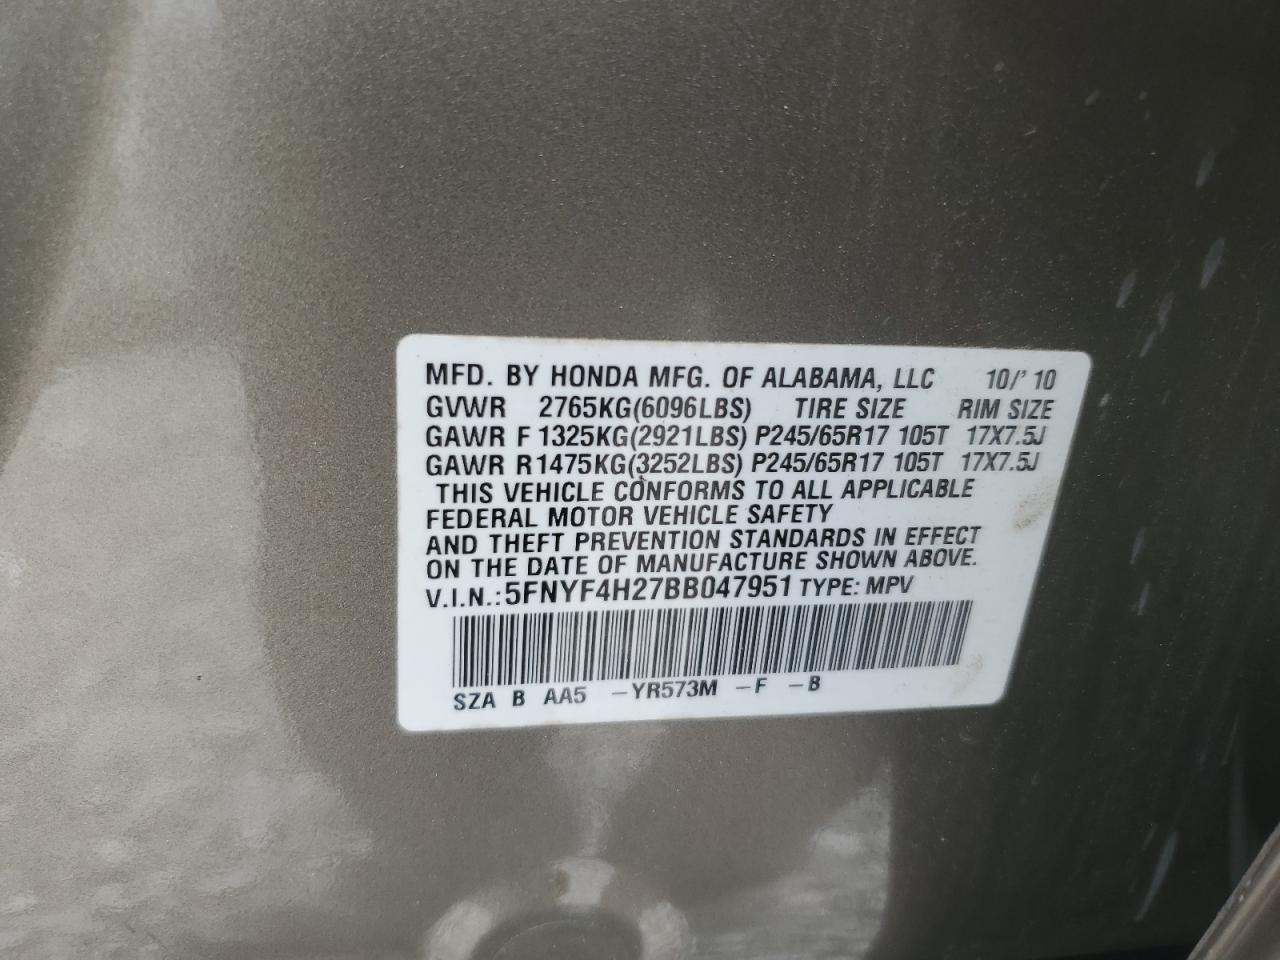 MFD. BY HONDA MFG. OF ALABAMA, LLC 10/'10
GVWR 2765KG(6096LBS) TIRE SIZE RIM SIZE
GAWR F 1325KG(2921LBS) P245/65R17 105T 17X7.5J
GAWR R 1475KG(3252LBS) P245/65R17 105T 17X7.5J
THIS VEHICLE CONFORMS TO ALL APPLICABLE
FEDERAL MOTOR VEHICLE SAFETY
AND THEFT PREVENTION STANDARDS IN EFFECT
ON THE DATE OF MANUFACTURE SHOWN ABOVE.
V.I.N.:5FNYF4H27BB047951 TYPE: MPV
SZA B AA5 -YR573M -F -B